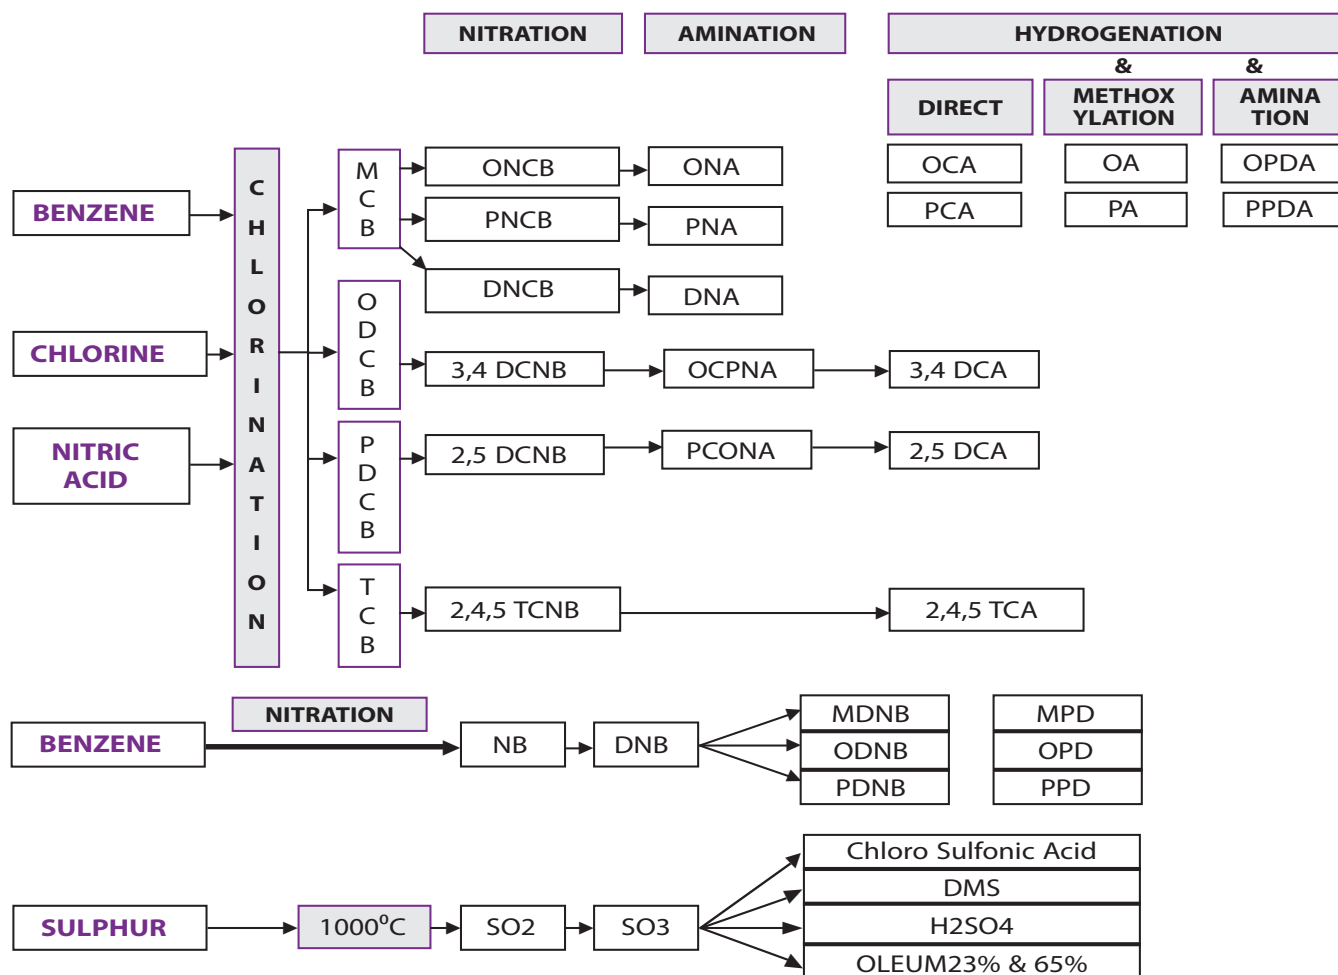 NITRATION
AMINATION
HYDROGENATION
&
&
DIRECT
METHOX
YLATION
AMINA
TION
OCA
OA
OPDA
PCA
PA
PPDA
BENZENE
CHLORINE
NITRIC
ACID
CHLORINATION
MCB
ONCB
ONA
PNCB
PNA
DNCB
DNA
ODCB
3,4 DCNB
OCPNA
3,4 DCA
PDCB
2,5 DCNB
PCONA
2,5 DCA
TCB
2,4,5 TCNB
2,4,5 TCA
NITRATION
BENZENE
NB
DNB
MDNB
MPD
ODNB
OPD
PDNB
PPD
SULPHUR
1000⁰C
SO2
SO3
Chloro Sulfonic Acid
DMS
H2SO4
OLEUM23% & 65%